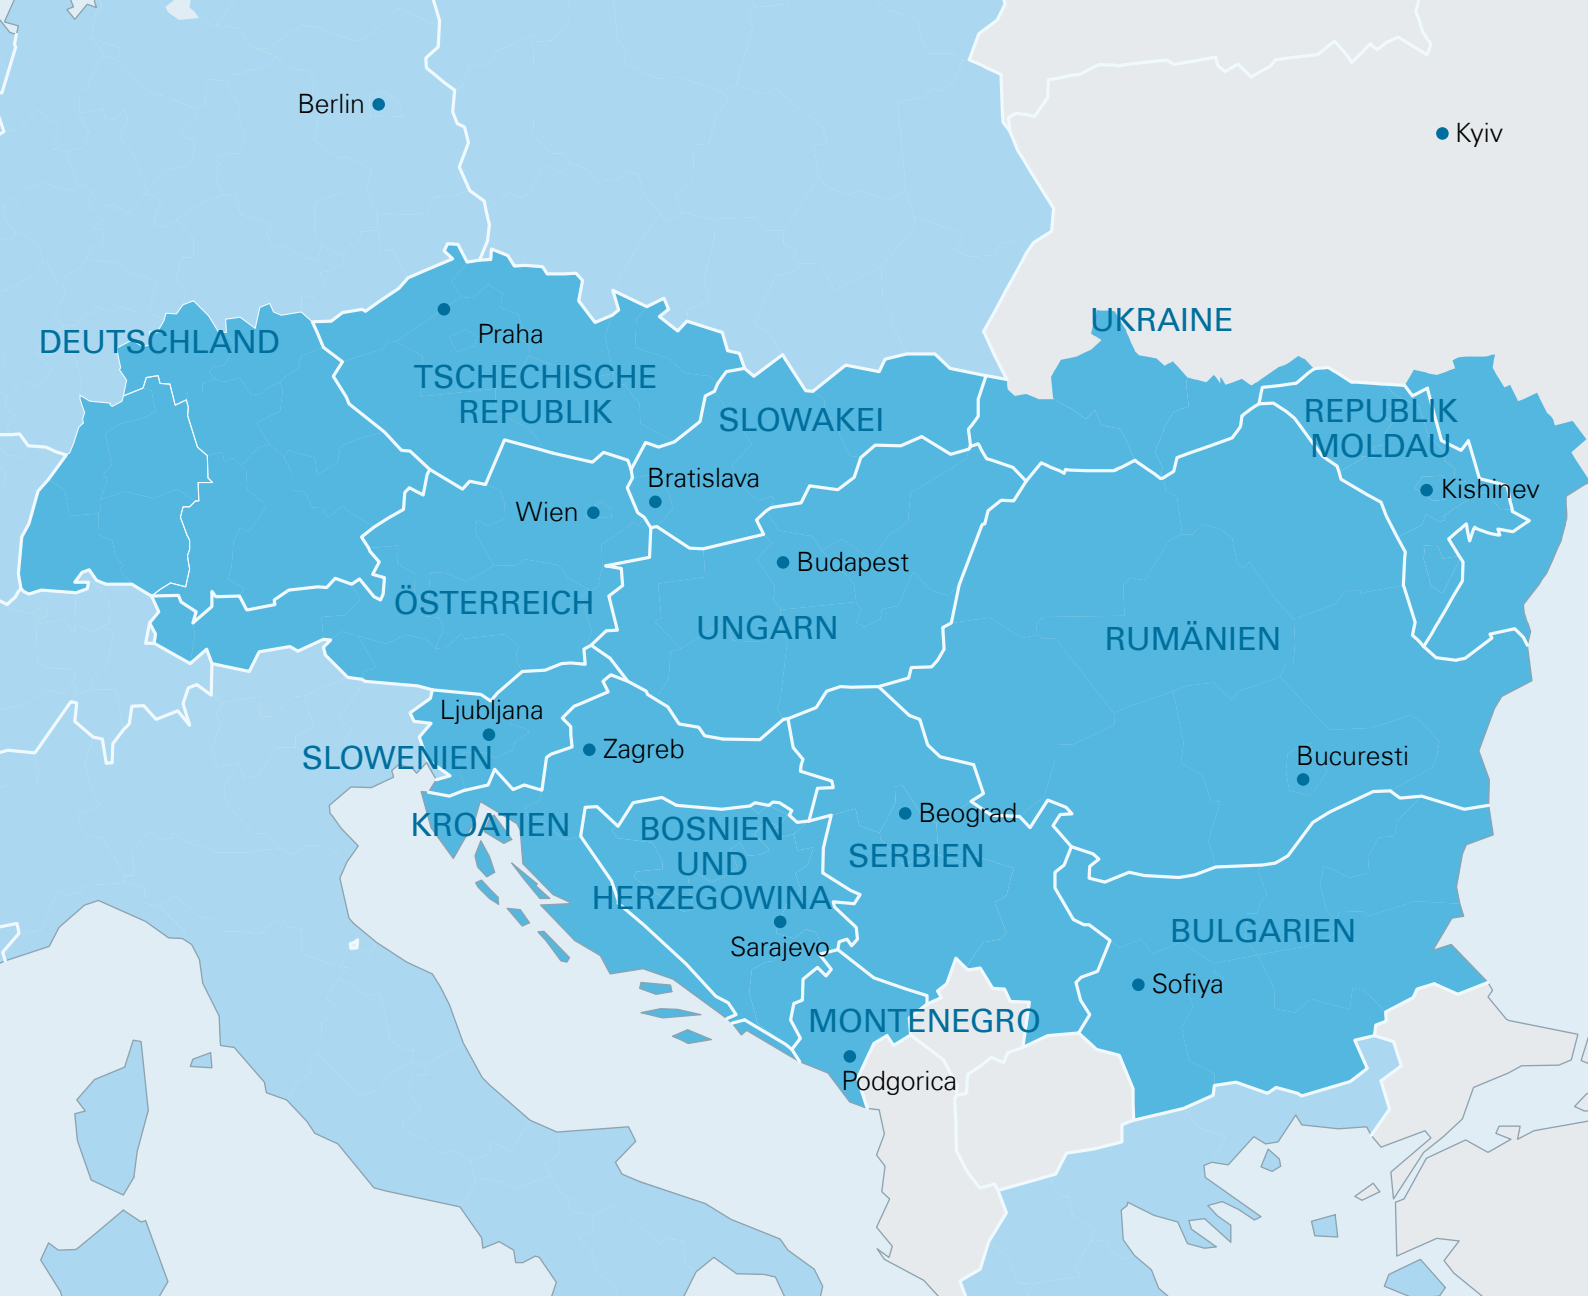 Berlin
Kyiv
UKRAINE
DEUTSCHLAND
Praha
TSCHECHISCHE
REPUBLIK
SLOWAKEI
REPUBLIK
MOLDAU
Bratislava
Kishinev
Wien
Budapest
ÖSTERREICH
UNGARN
RUMÄNIEN
Ljubljana
Zagreb
SLOWENIEN
Bucuresti
KROATIEN
Beograd
BOSNIEN
UND
HERZEGOWINA
SERBIEN
Sarajevo
BULGARIEN
Sofiya
MONTENEGRO
Podgorica